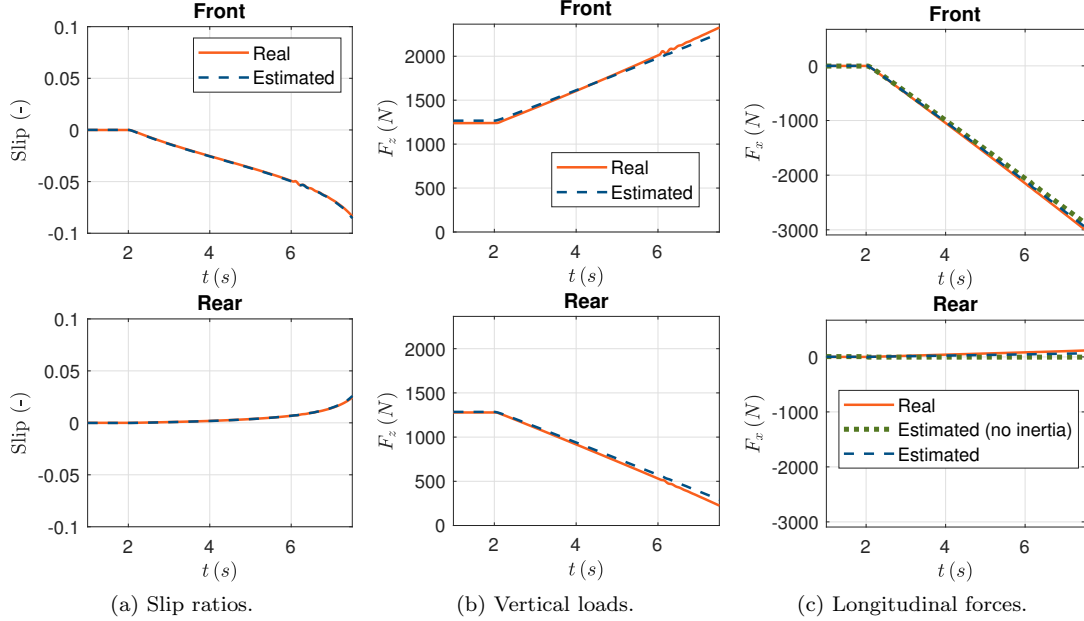 Front
0.1
0.05
0
-0.05
-0.1
Slip (-)
Real
Estimated
2
4
6
t (s)
Front
2000
1500
1000
500
0
F_z (N)
Real
Estimated
2
4
6
t (s)
Front
0
-1000
-2000
-3000
F_x (N)
2
4
6
t (s)
Rear
0.1
0.05
0
-0.05
-0.1
Slip (-)
2
4
6
t (s)
Rear
2000
1500
1000
500
0
F_z (N)
2
4
6
t (s)
Rear
0
-1000
-2000
-3000
F_x (N)
Real
Estimated (no inertia)
Estimated
2
4
6
t (s)
(a) Slip ratios.
(b) Vertical loads.
(c) Longitudinal forces.